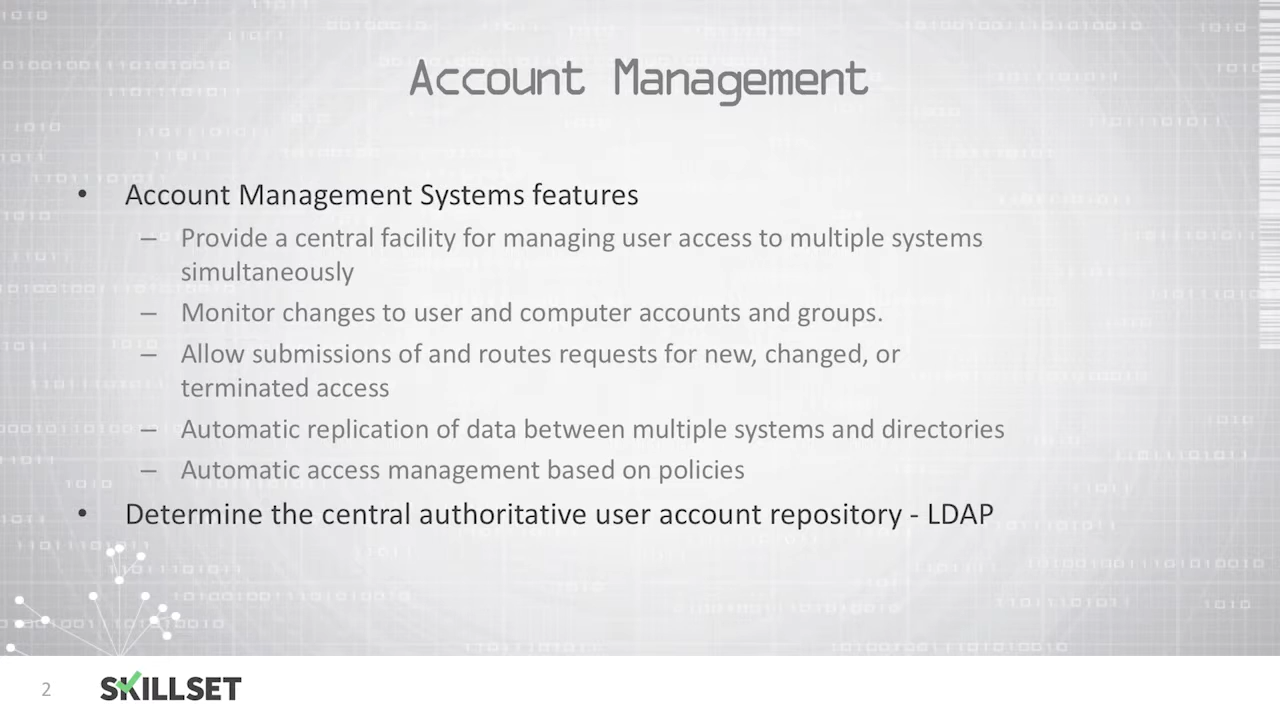 Account Management
• Account Management Systems features
– Provide a central facility for managing user access to multiple systems
simultaneously
– Monitor changes to user and computer accounts and groups.
– Allow submissions of and routes requests for new, changed, or
terminated access
– Automatic replication of data between multiple systems and directories
– Automatic access management based on policies
• Determine the central authoritative user account repository - LDAP
2
SKILLSET